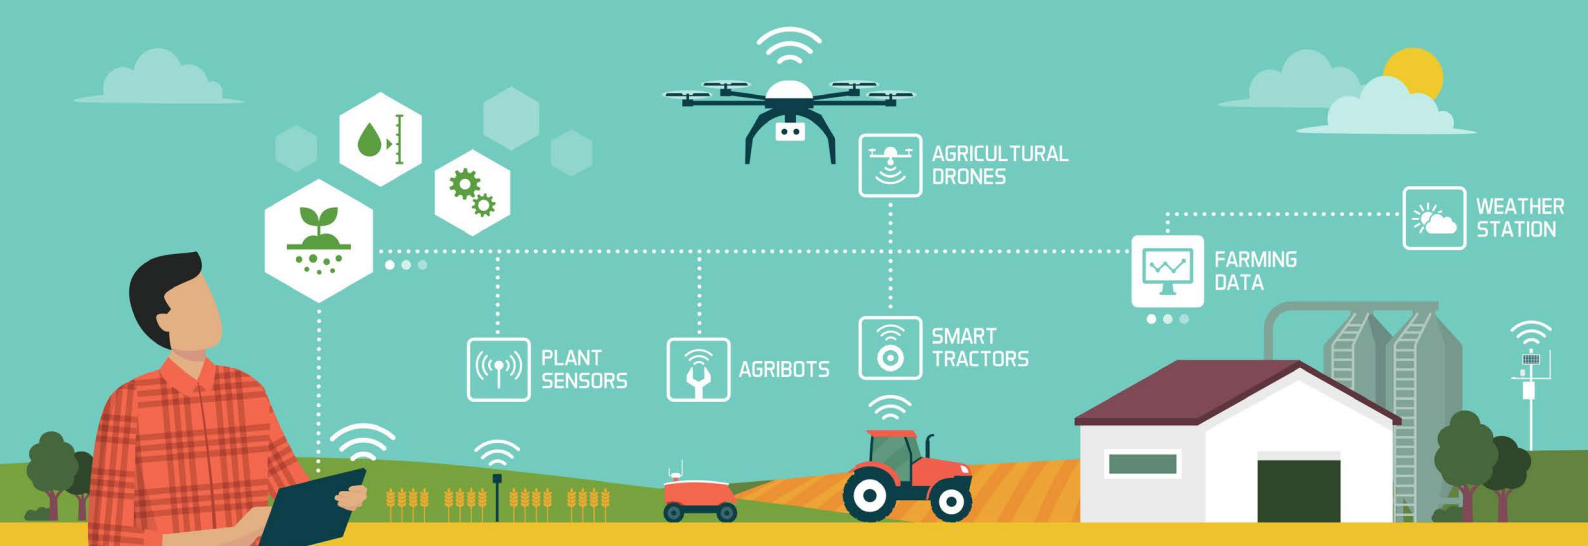 AGRICULTURAL
DRONES
WEATHER
STATION
FARMING
DATA
PLANT
SENSORS
AGRIBOTS
SMART
TRACTORS